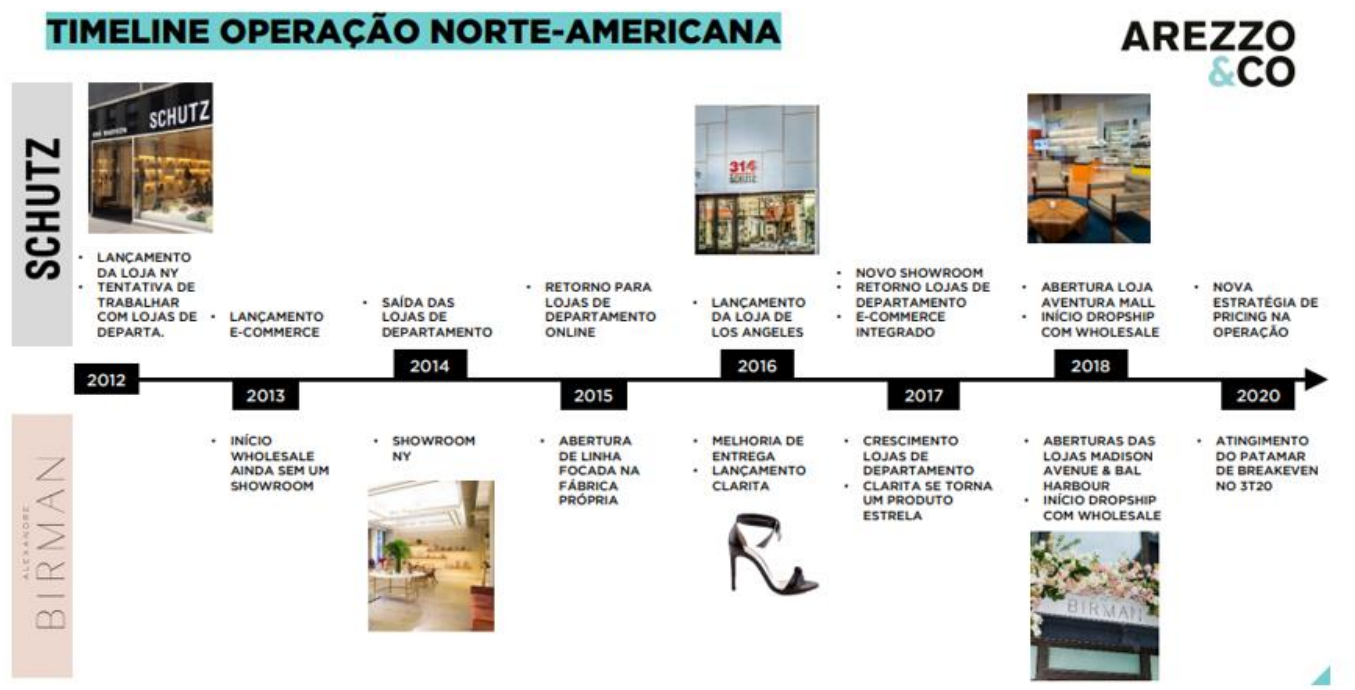 TIMELINE OPERAÇÃO NORTE-AMERICANA
AREZZO
&CO
SCHUTZ
SCHUTZ
• LANÇAMENTO
DA LOJA NY
• TENTATIVA DE
TRABALHAR
COM LOJAS DE
DEPARTA.
• LANÇAMENTO
E-COMMERCE
• SAÍDA DAS
LOJAS DE
DEPARTAMENTO
• RETORNO PARA
LOJAS DE
DEPARTAMENTO
ONLINE
314
SCHUTZ
• LANÇAMENTO
DA LOJA DE
LOS ANGELES
• NOVO SHOWROOM
• RETORNO LOJAS DE
DEPARTAMENTO
• E-COMMERCE
INTEGRADO
• ABERTURA LOJA
AVENTURA MALL
• INÍCIO DROPSHIP
COM WHOLESALE
• NOVA
ESTRATÉGIA DE
PRICING NA
OPERAÇÃO
2012
2013
2014
2015
2016
2017
2018
2020
ALEXANDRE
BIRMAN
• INÍCIO
WHOLESALE
AINDA SEM UM
SHOWROOM
• SHOWROOM
NY
• ABERTURA
DE LINHA
FOCADA NA
FÁBRICA
PRÓPRIA
• MELHORIA DE
ENTREGA
• LANÇAMENTO
CLARITA
• CRESCIMENTO
LOJAS DE
DEPARTAMENTO
• CLARITA SE TORNA
UM PRODUTO
ESTRELA
• ABERTURAS DAS
LOJAS MADISON
AVENUE & BAL
HARBOUR
• INÍCIO DROPSHIP
COM WHOLESALE
BIRMAN
• ATINGIMENTO
DO PATAMAR
DE BREAKEVEN
NO 3T20